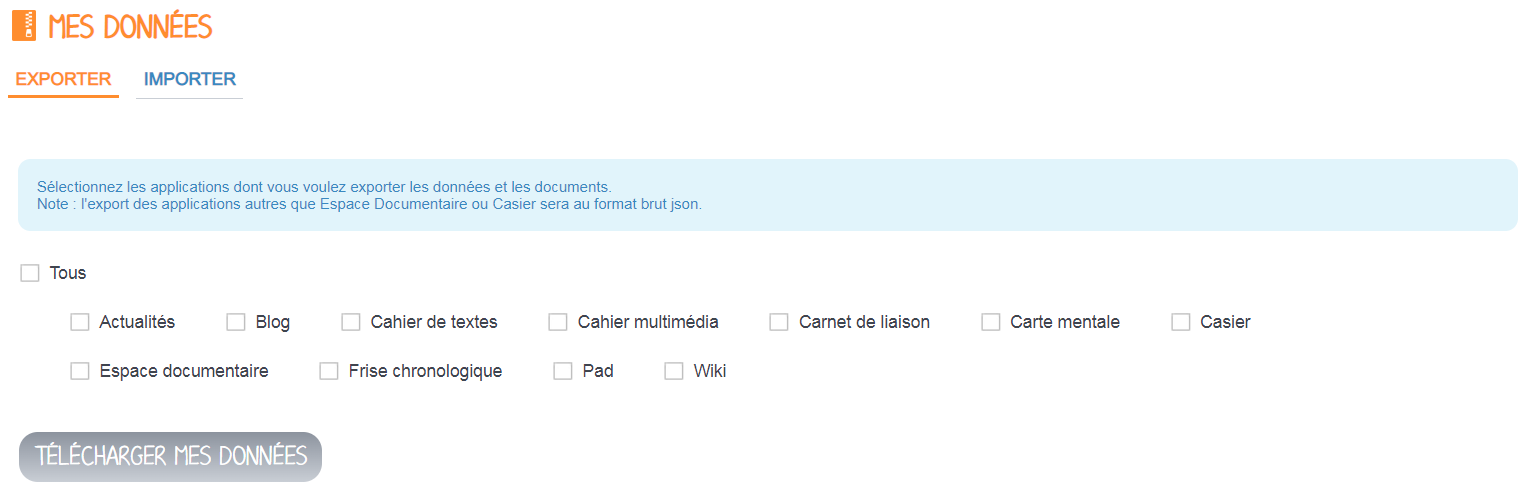 MES DONNÉES
EXPORTER IMPORTER
Sélectionnez les applications dont vous voulez exporter les données et les documents.
Note : l'export des applications autres que Espace Documentaire ou Casier sera au format brut json.
Tous
Actualités Blog Cahier de textes Cahier multimédia Carnet de liaison Carte mentale Casier
Espace documentaire Frise chronologique Pad Wiki
TÉLÉCHARGER MES DONNÉES